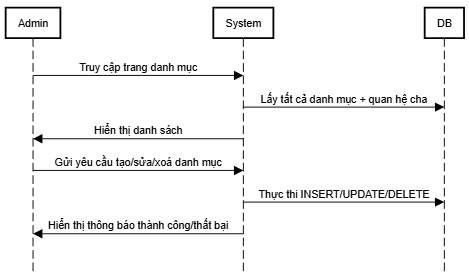 Admin
System
DB
Truy cập trang danh mục
Lấy tất cả danh mục + quan hệ cha
Hiển thị danh sách
Gửi yêu cầu tạo/sửa/xoá danh mục
Thực thi INSERT/UPDATE/DELETE
Hiển thị thông báo thành công/thất bại